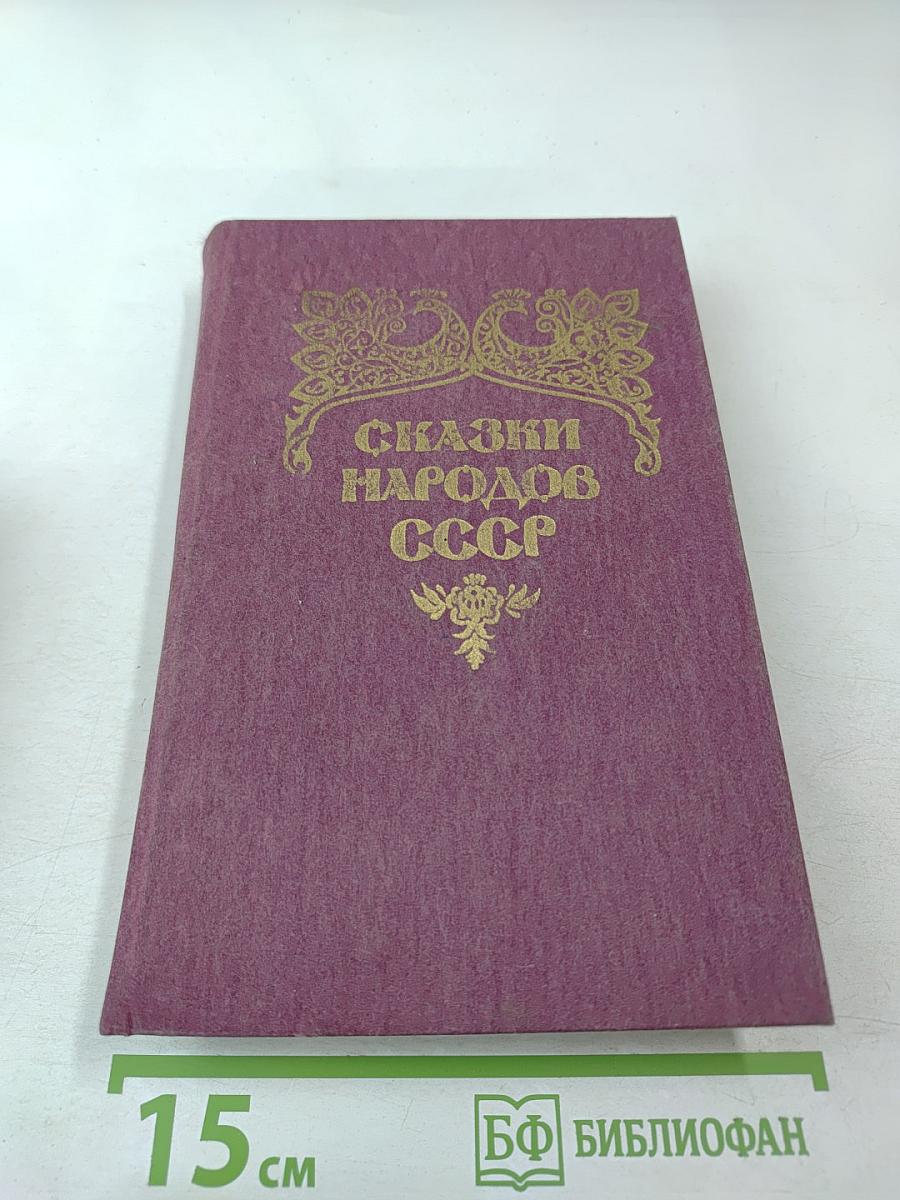 СКАЗКИ
НАРОДОВ
СССР
15 см
БФ БИБЛИОФАН